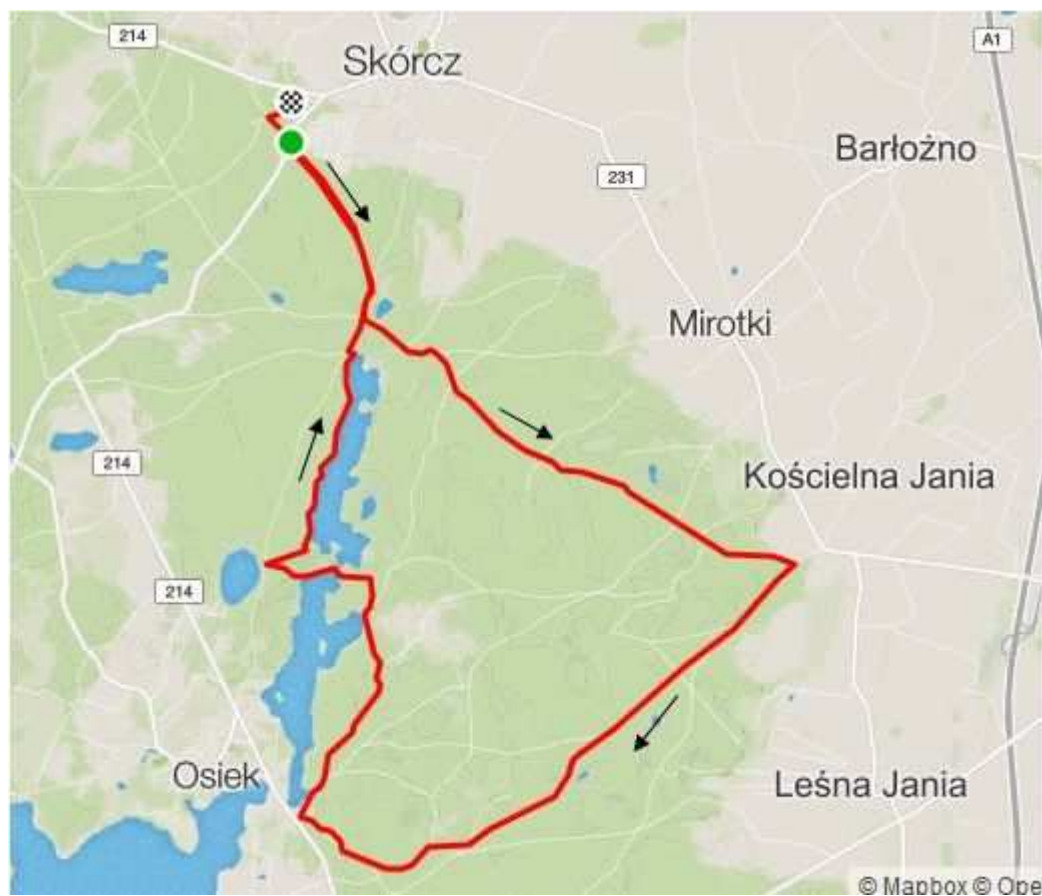 214
A1
Skórcz
Barłożno
231
Mirotki
214
Kościelna Jania
214
Osiek
Leśna Jania
© Mapbox © Ope